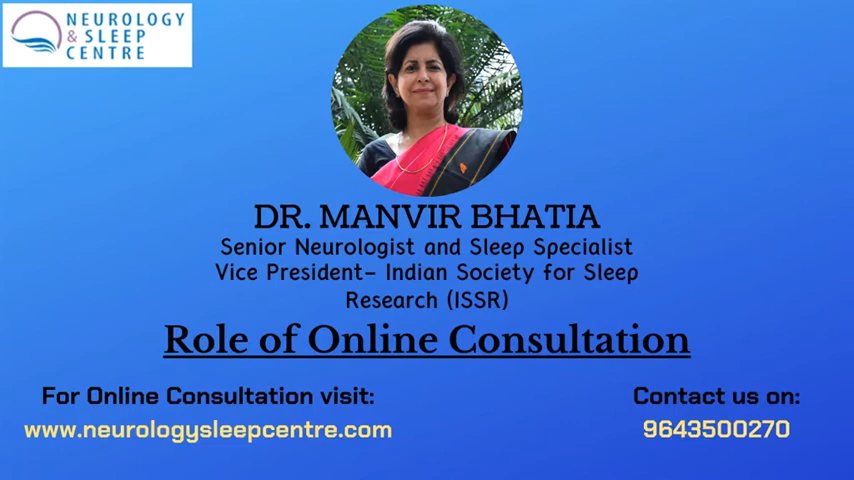 NEUROLOGY
& SLEEP
CENTRE
DR. MANVIR BHATIA
Senior Neurologist and Sleep Specialist
Vice President- Indian Society for Sleep
Research (ISSR)
Role of Online Consultation
For Online Consultation visit:
www.neurologysleepcentre.com
Contact us on:
9643500270